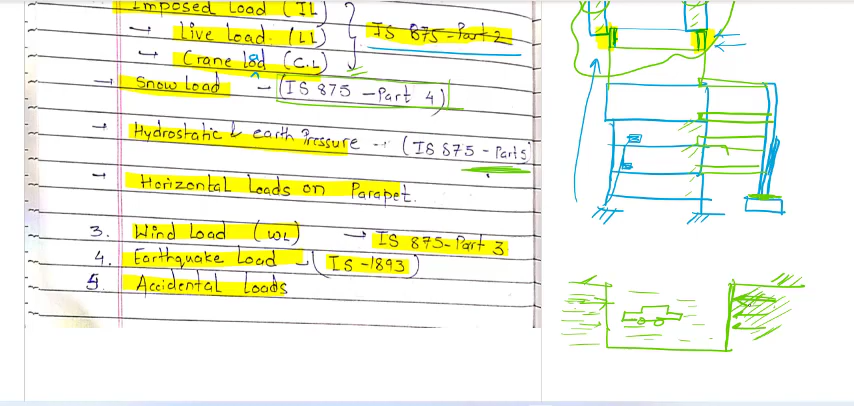 Imposed Load (IL)
→ Live Load. (LL)
IS 875-Part 2
→ Crane load (C.L)
→ Snow Load - (IS 875 - Part 4)
→ Hydrostatic & earth Pressure → (IS 875 - Part 5)
→ Horizontal Loads on Parapet.
3. Wind Load (WL) → IS 875-Part 3
4. Earthquake Load (IS-1893)
5. Accidental Loads